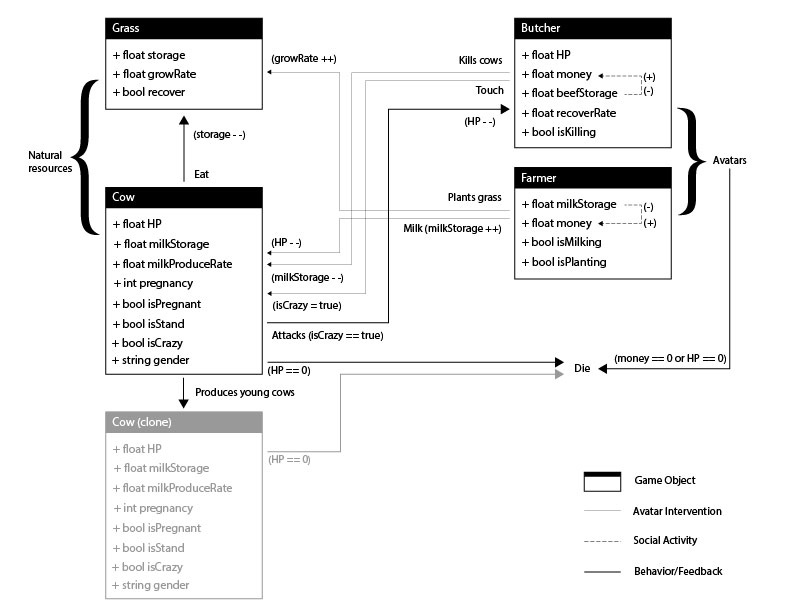 Grass
+ float storage
+ float growRate
+ bool recover
(growRate ++)
Kills cows
Touch
(HP - -)
Butcher
+ float HP
+ float money
+ float beefStorage
+ float recoverRate
+ bool isKilling
(+)
(-)
Natural
resources
(storage - -)
Eat
Avatars
Cow
+ float HP
+ float milkStorage
+ float milkProduceRate
+ int pregnancy
+ bool isPregnant
+ bool isStand
+ bool isCrazy
+ string gender
Plants grass
Milk (milkStorage ++)
(HP - -)
(milkStorage - -)
(isCrazy = true)
Attacks (isCrazy == true)
Farmer
+ float milkStorage
+ float money
+ bool isMilking
+ bool isPlanting
(-)
(+)
(HP == 0)
Die
(money == 0 or HP == 0)
Produces young cows
Cow (clone)
+ float HP
+ float milkStorage
+ float milkProduceRate
+ int pregnancy
+ bool isPregnant
+ bool isStand
+ bool isCrazy
+ string gender
(HP == 0)
Game Object
Avatar Intervention
Social Activity
Behavior/Feedback